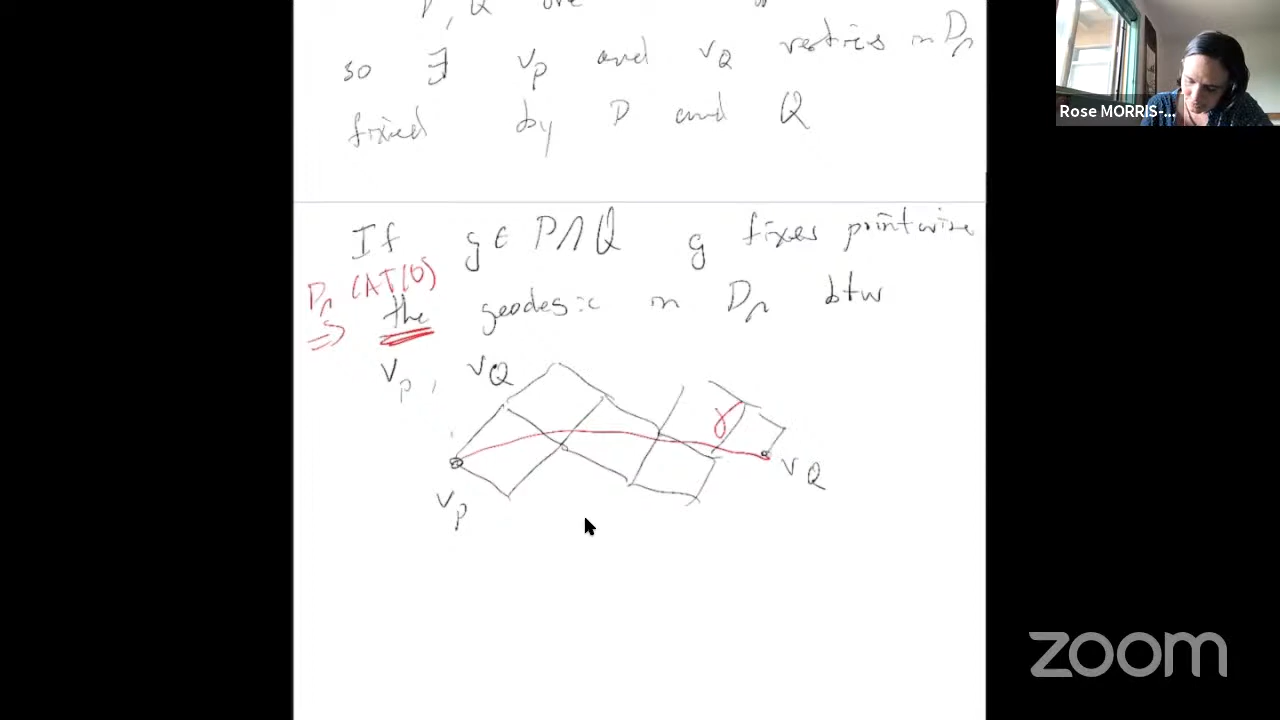 P, Q are
so ∃ v_P and v_Q vertices in D_Γ
fixed by P and Q
If g ∈ P∩Q g fixes pointwise
D_Γ CAT(0)
⇒ the geodesic in D_Γ btw
v_P, v_Q
γ
v_P
v_Q
Rose MORRIS-...
zoom